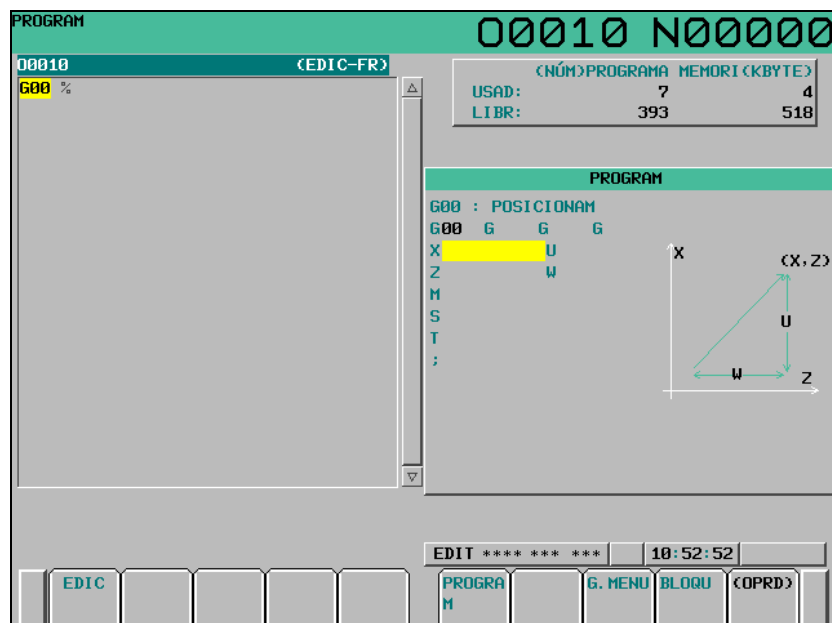 PROGRAM
O0010 N00000
O0010 (EDIC-FR)
G00 %
(NÚM)PROGRAMA MEMORI(KBYTE)
USAD: 7 4
LIBR: 393 518
PROGRAM
G00 : POSICIONAM
G00 G G G
X U
Z W
M
S
T
;
X
(X,Z)
U
W
Z
EDIT **** *** *** 10:52:52
EDIC PROGRA G.MENU BLOQU (OPRD)
M